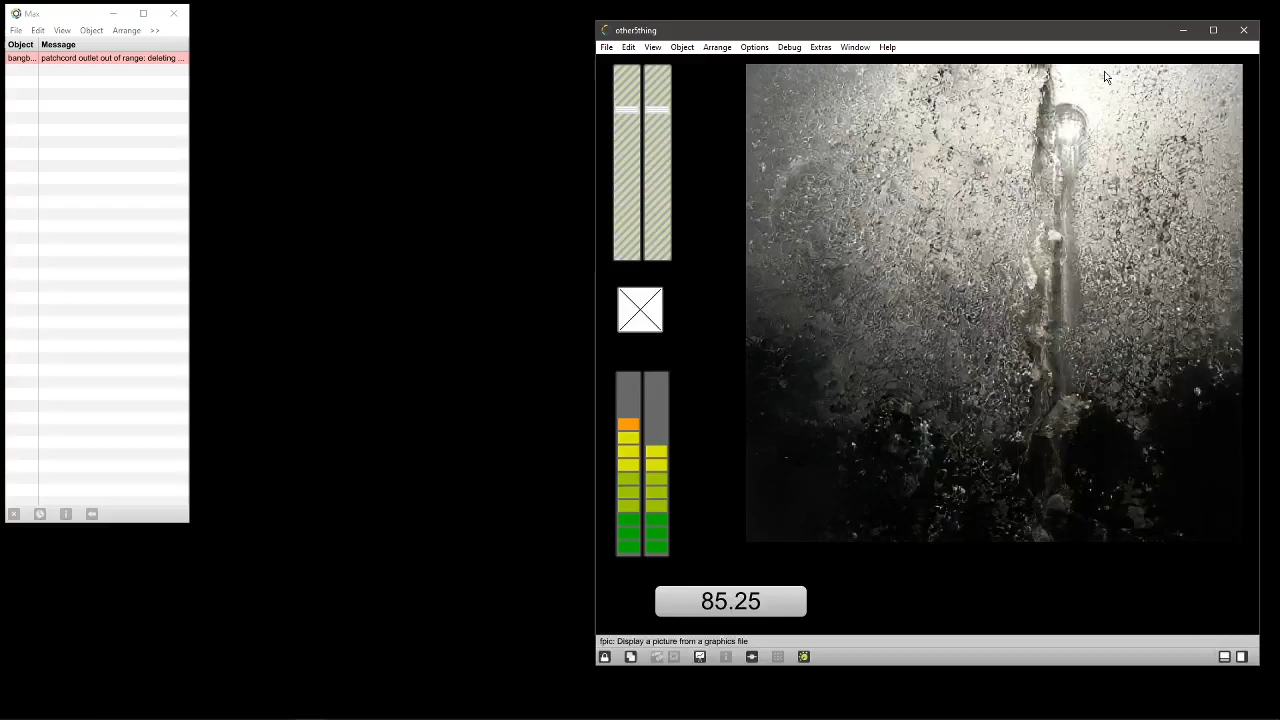 Max
File Edit View Object Arrange >>
Object Message
bangb... patchcord outlet out of range: deleting ...
other5thing
File Edit View Object Arrange Options Debug Extras Window Help
85.25
fpic: Display a picture from a graphics file